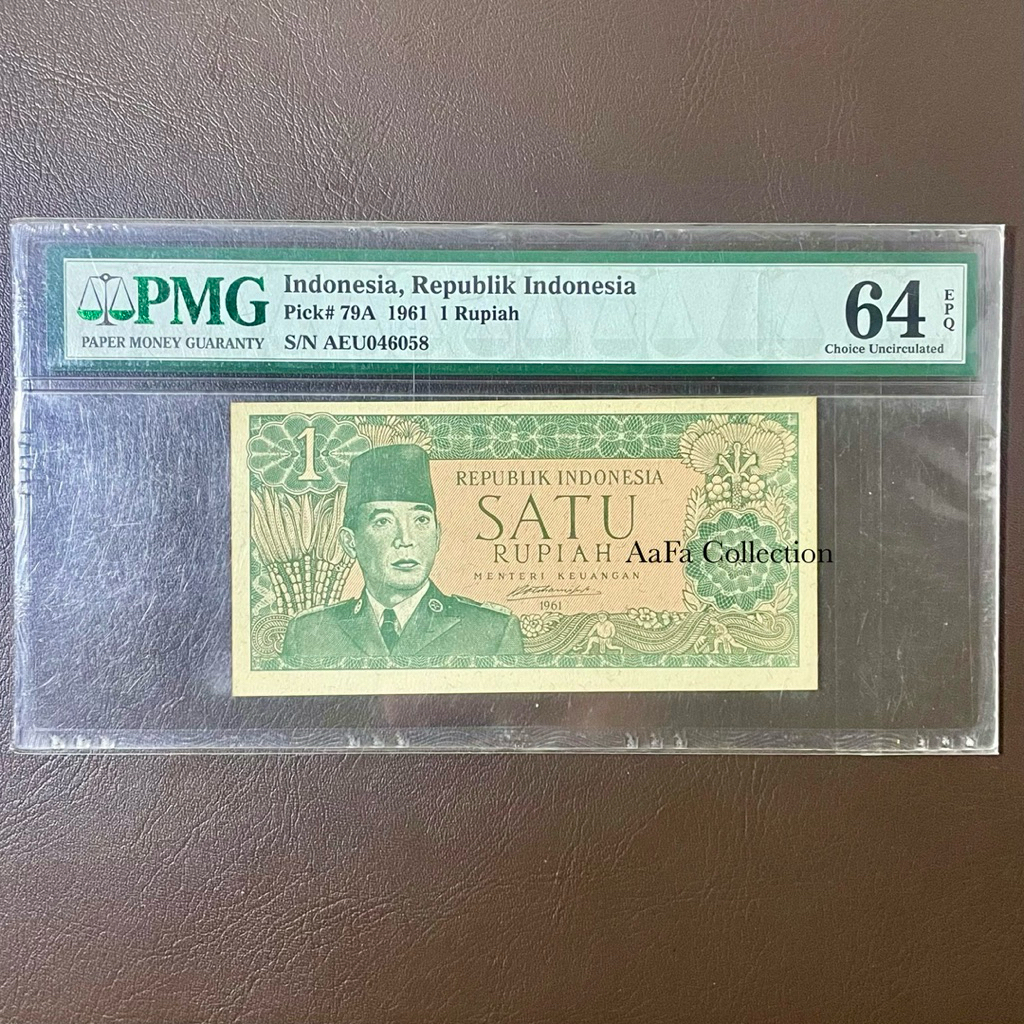 PMG
PAPER MONEY GUARANTY
Indonesia, Republik Indonesia
Pick# 79A 1961 1 Rupiah
S/N AEU046058
64
EPQ
Choice Uncirculated
1
REPUBLIK INDONESIA
SATU
RUPIAH
AaFa Collection
MENTERI KEUANGAN
1961